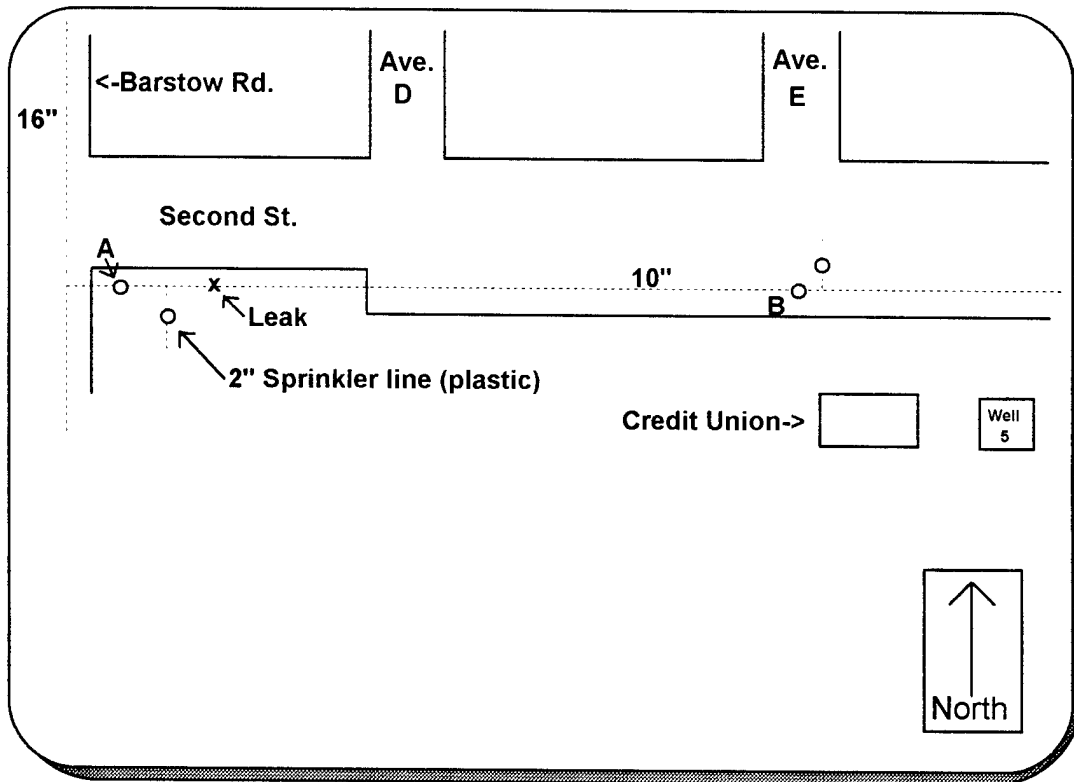 Ave.
D
Ave.
E
<-Barstow Rd.
16"
Second St.
A
x
10"
B
Leak
2" Sprinkler line (plastic)
Credit Union->
Well
5
North